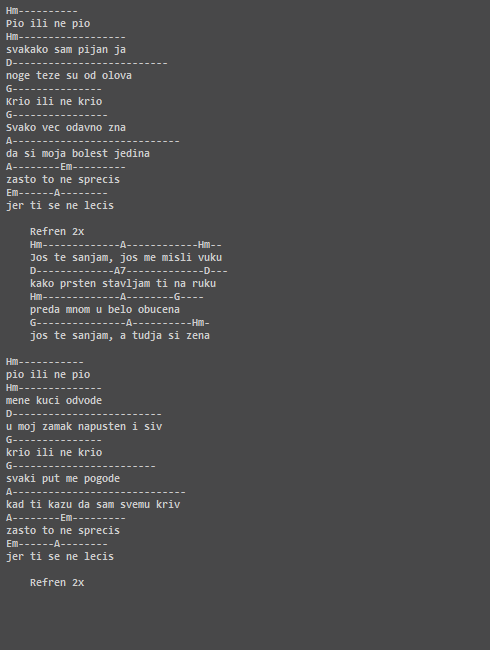 Hm----------
Pio ili ne pio
Hm------------------
svakako sam pijan ja
D--------------------------
noge teze su od olova
G---------------
Krio ili ne krio
G----------------
Svako vec odavno zna
A----------------------------
da si moja bolest jedina
A--------Em---------
zasto to ne sprecis
Em------A--------
jer ti se ne lecis
Refren 2x
Hm-------------A------------Hm--
Jos te sanjam, jos me misli vuku
D-------------A7-------------D---
kako prsten stavljam ti na ruku
Hm-------------A--------G----
preda mnom u belo obucena
G---------------A----------Hm-
jos te sanjam, a tudja si zena
Hm-----------
pio ili ne pio
Hm--------------
mene kuci odvode
D-------------------------
u moj zamak napusten i siv
G---------------
krio ili ne krio
G------------------------
svaki put me pogode
A-----------------------------
kad ti kazu da sam svemu kriv
A--------Em---------
zasto to ne sprecis
Em------A--------
jer ti se ne lecis
Refren 2x